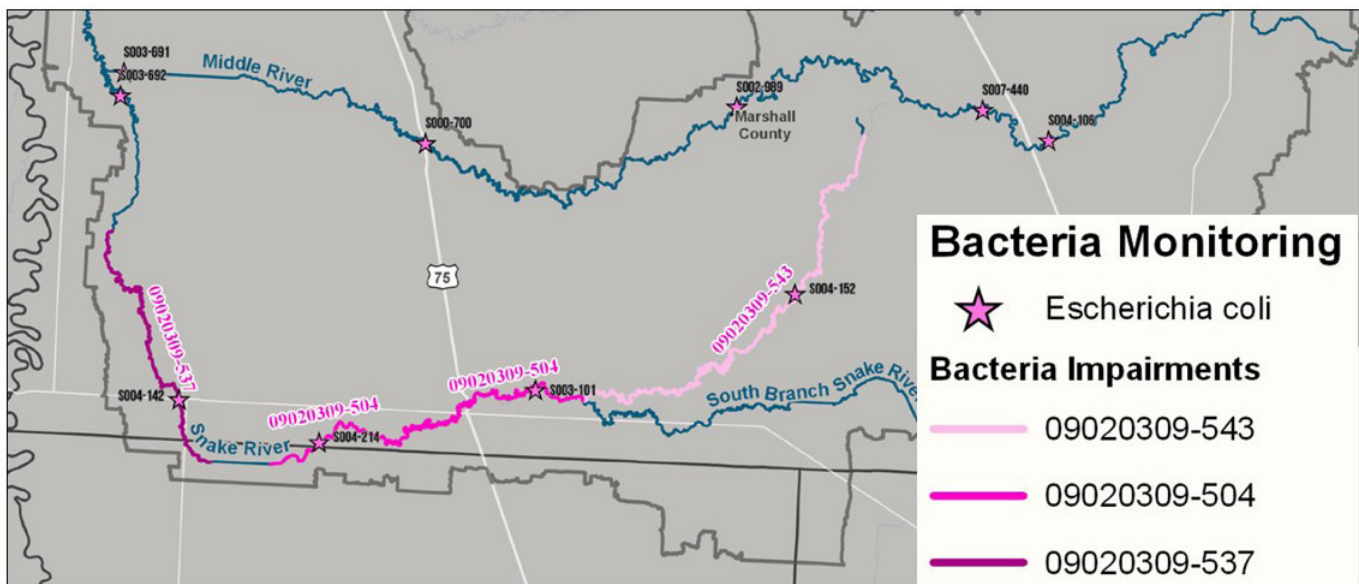 S003-691
S003-692
Middle River
S000-700
S002-989
Marshall
County
S007-440
S004-106
75
09020309-537
S004-142
09020309-504
Snake River
S004-214
09020309-504
S003-101
09020309-543
S004-152
South Branch Snake River
Bacteria Monitoring
Escherichia coli
Bacteria Impairments
09020309-543
09020309-504
09020309-537